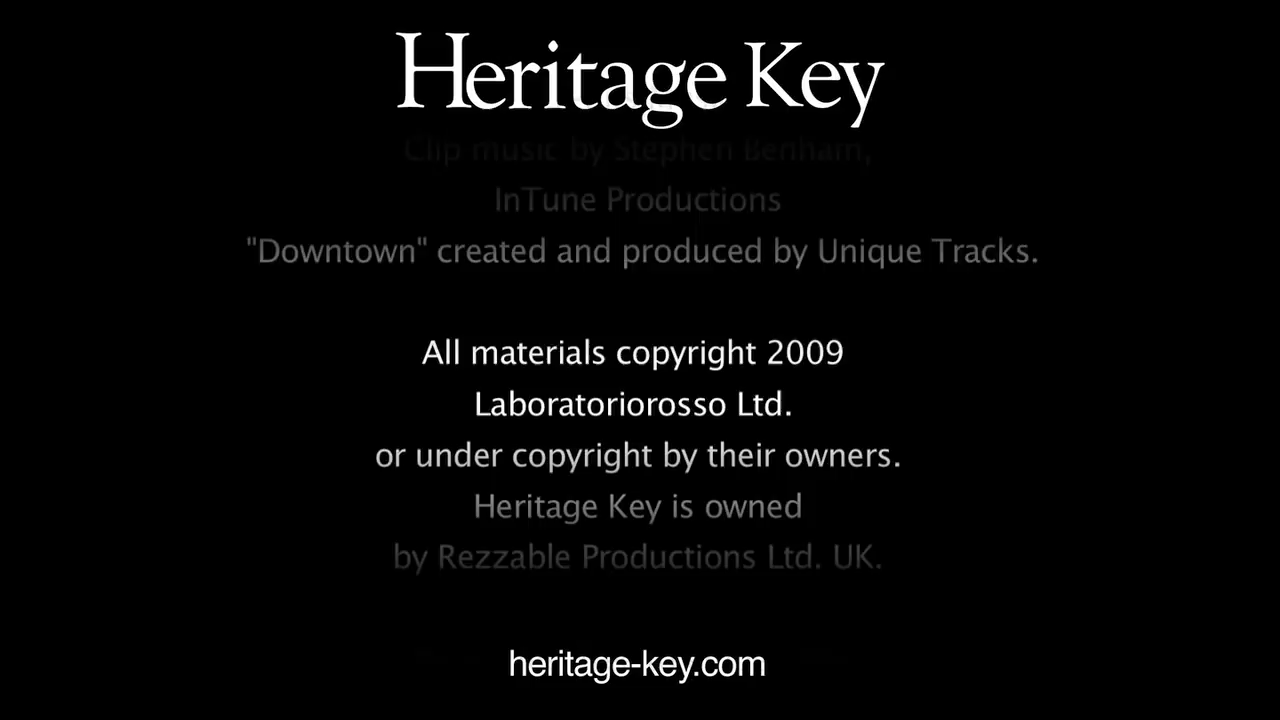 Heritage Key
Clip music by Stephen Benham,
InTune Productions
"Downtown" created and produced by Unique Tracks.
All materials copyright 2009
Laboratoriorosso Ltd.
or under copyright by their owners.
Heritage Key is owned
by Rezzable Productions Ltd. UK.
heritage-key.com